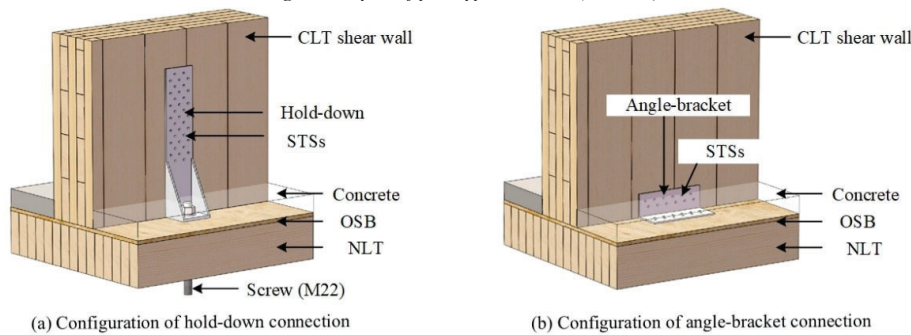 CLT shear wall
Hold-down
STSs
Concrete
OSB
NLT
Screw (M22)
(a) Configuration of hold-down connection
CLT shear wall
Angle-bracket
STSs
Concrete
OSB
NLT
(b) Configuration of angle-bracket connection